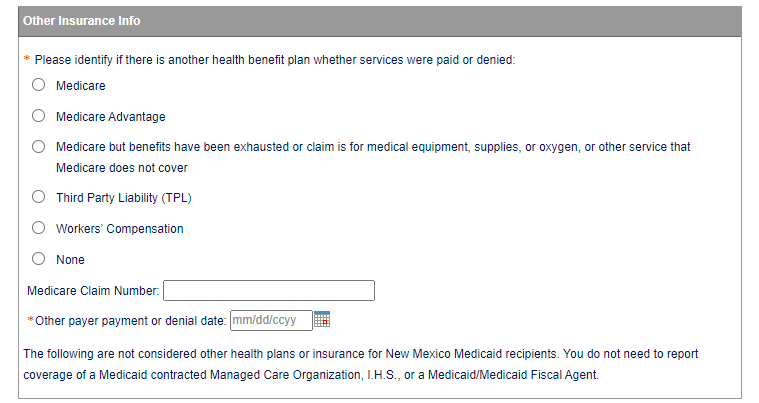 Other Insurance Info
* Please identify if there is another health benefit plan whether services were paid or denied:
Medicare
Medicare Advantage
Medicare but benefits have been exhausted or claim is for medical equipment, supplies, or oxygen, or other service that
Medicare does not cover
Third Party Liability (TPL)
Workers' Compensation
None
Medicare Claim Number:
*Other payer payment or denial date: mm/dd/ccyy
The following are not considered other health plans or insurance for New Mexico Medicaid recipients. You do not need to report
coverage of a Medicaid contracted Managed Care Organization, I.H.S., or a Medicaid/Medicaid Fiscal Agent.